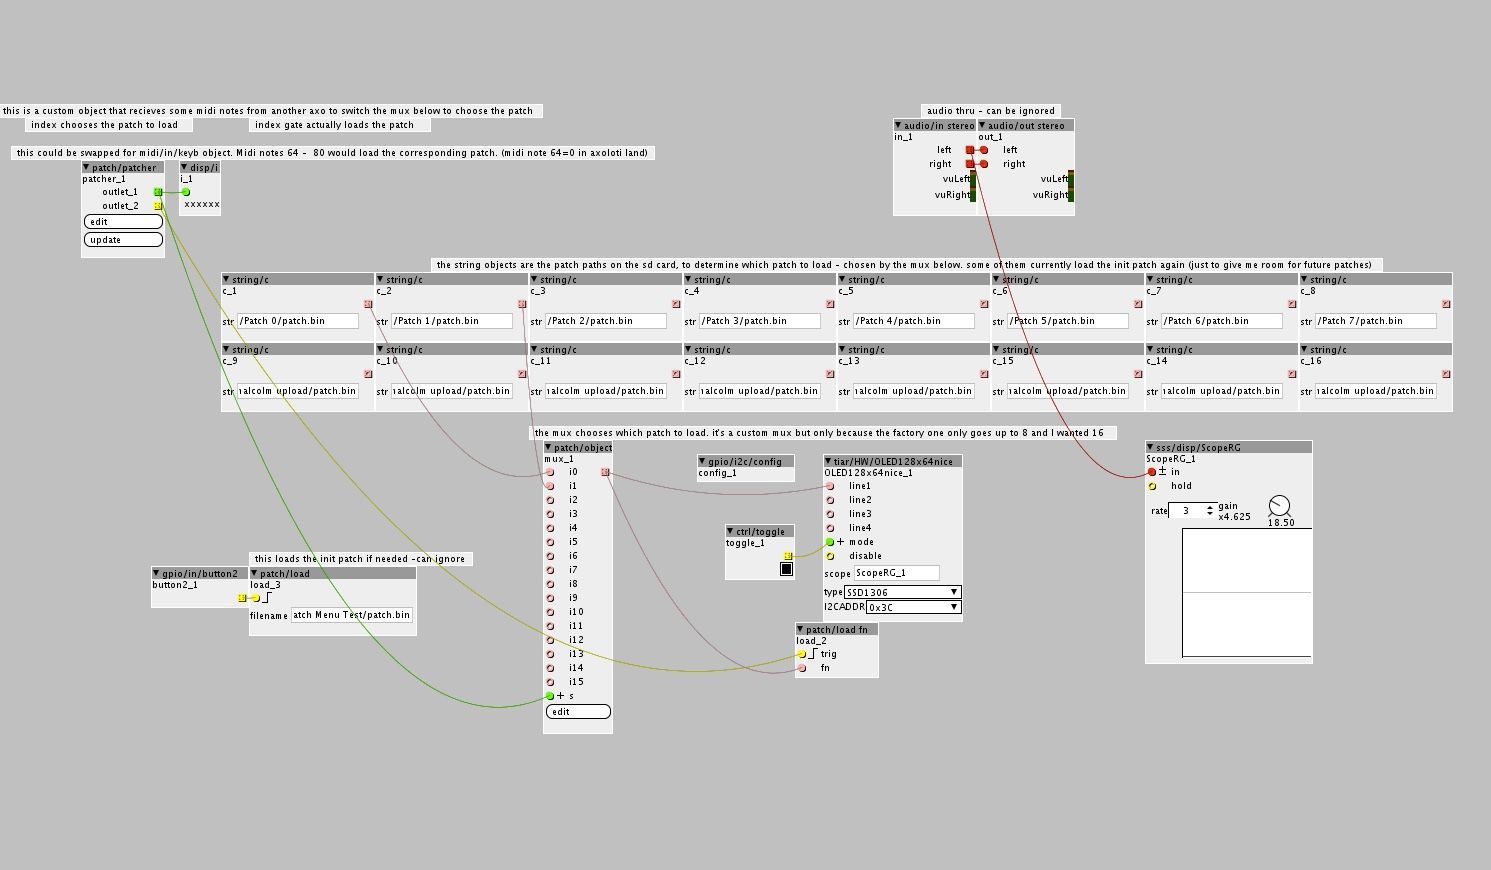 this is a custom object that recieves some midi notes from another axo to switch the mux below to choose the patch
index chooses the patch to load
index gate actually loads the patch
this could be swapped for midi/in/keyb object. Midi notes 64 - 80 would load the corresponding patch. (midi note 64=0 in axoloti land)
patch/patcher
patcher_1
outlet_1
outlet_2
edit
update
disp/i
i_1
xxxxxx
audio thru - can be ignored
audio/in stereo
in_1
left
right
vuLeft
vuRight
audio/out stereo
out_1
left
right
vuLeft
vuRight
the string objects are the patch paths on the sd card, to determine which patch to load - chosen by the mux below. some of them currently load the init patch again (just to give me room for future patches)
string/c
c_1
str /Patch 0/patch.bin
string/c
c_2
str /Patch 1/patch.bin
string/c
c_3
str /Patch 2/patch.bin
string/c
c_4
str /Patch 3/patch.bin
string/c
c_5
str /Patch 4/patch.bin
string/c
c_6
str /Patch 5/patch.bin
string/c
c_7
str /Patch 6/patch.bin
string/c
c_8
str /Patch 7/patch.bin
string/c
c_9
str alcolm upload/patch.bin
string/c
c_10
str alcolm upload/patch.bin
string/c
c_11
str alcolm upload/patch.bin
string/c
c_12
str alcolm upload/patch.bin
string/c
c_13
str alcolm upload/patch.bin
string/c
c_15
str alcolm upload/patch.bin
string/c
c_14
str alcolm upload/patch.bin
string/c
c_16
str alcolm upload/patch.bin
the mux chooses which patch to load. it's a custom mux but only because the factory one only goes up to 8 and I wanted 16
patch/object
mux_1
i0
i1
i2
i3
i4
i5
i6
i7
i8
i9
i10
i11
i12
i13
i14
i15
+ s
edit
gpio/i2c/config
config_1
ctrl/toggle
toggle_1
tiar/HW/OLED128x64nice
OLED128x64nice_1
line1
line2
line3
line4
+ mode
disable
scope ScopeRG_1
type SSD1306
I2CADDR 0x3C
patch/load fn
load_2
trig
fn
sss/disp/ScopeRG
ScopeRG_1
± in
hold
rate 3
gain
x4.625
18.50
this loads the init patch if needed -can ignore
gpio/in/button2
button2_1
patch/load
load_3
filename atch Menu Test/patch.bin